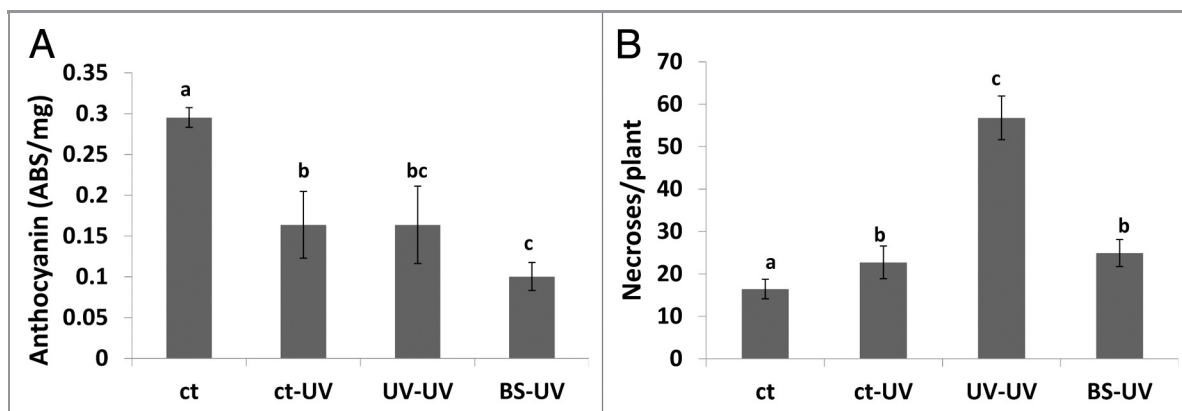 A
Anthocyanin (ABS/mg)
0.35
0.3
0.25
0.2
0.15
0.1
0.05
0
a
b
bc
c
ct
ct-UV
UV-UV
BS-UV
B
Necroses/plant
70
60
50
40
30
20
10
0
a
b
c
b
ct
ct-UV
UV-UV
BS-UV